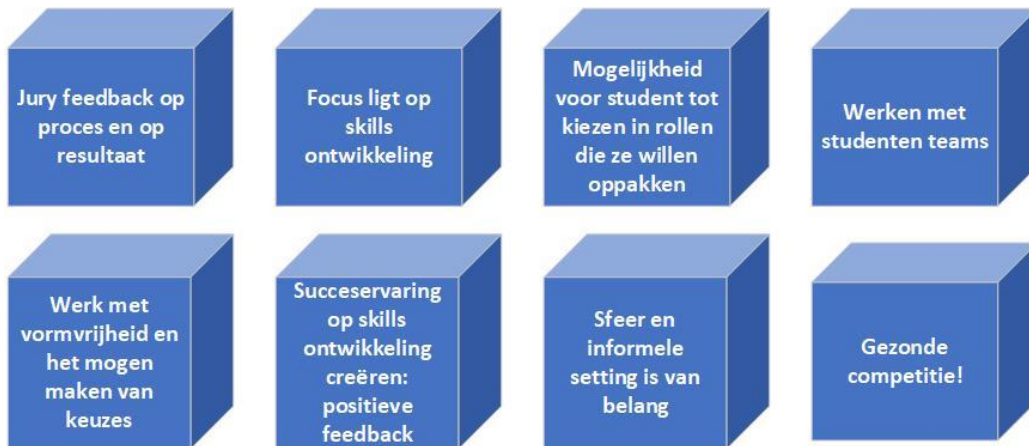 Jury feedback op
proces en op
resultaat
Focus ligt op
skills
ontwikkeling
Mogelijkheid
voor student tot
kiezen in rollen
die ze willen
oppakken
Werken met
studenten teams
Werk met
vormvrijheid en
het mogen
maken van
keuzes
Succeservaring
op skills
ontwikkeling
creëren:
positieve
feedback
Sfeer en
informele
setting is van
belang
Gezonde
competitie!